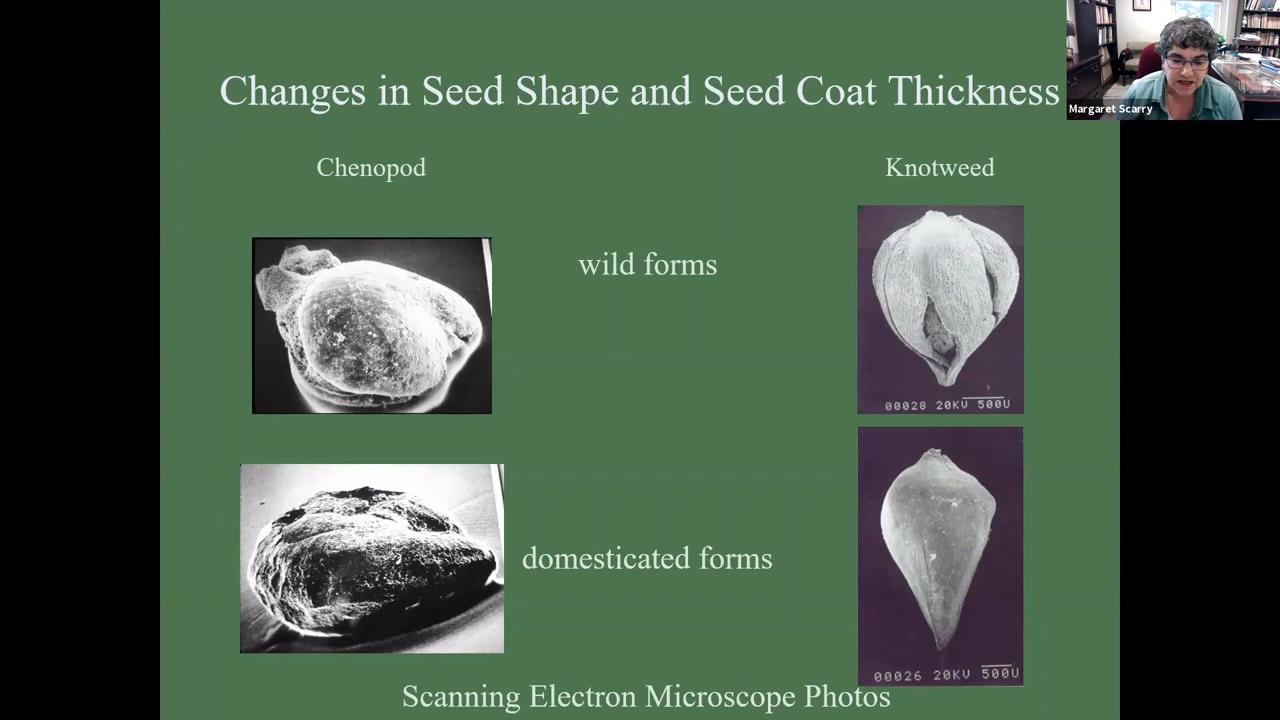 Changes in Seed Shape and Seed Coat Thickness
Margaret Scarry
Chenopod
Knotweed
wild forms
00028 20KV 500U
domesticated forms
00026 20KV 500U
Scanning Electron Microscope Photos